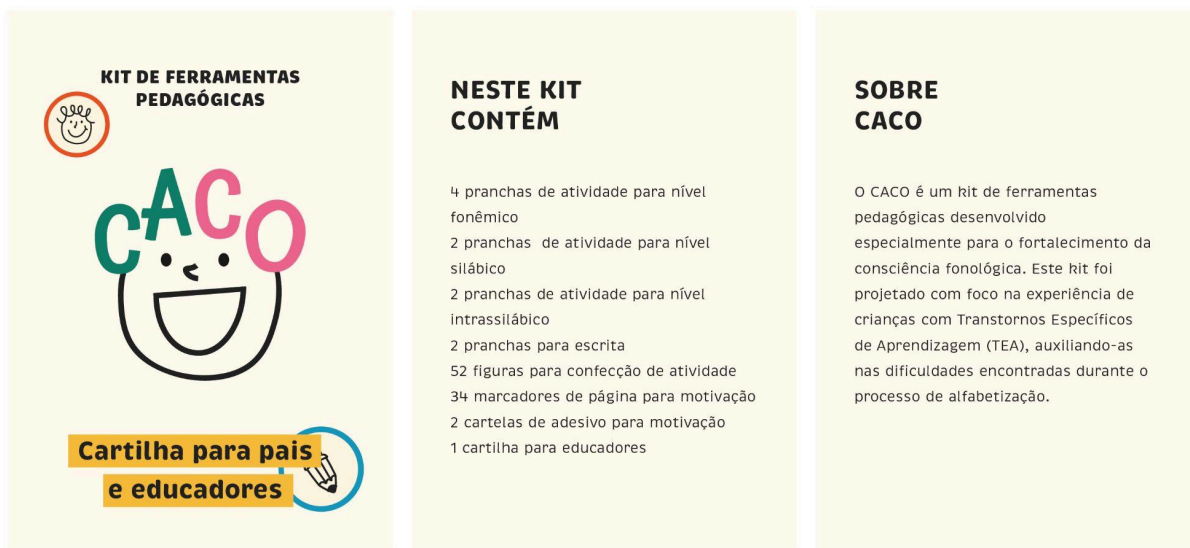 KIT DE FERRAMENTAS
PEDAGÓGICAS
CACO
Cartilha para pais
e educadores
NESTE KIT
CONTÉM
4 pranchas de atividade para nível
fonêmico
2 pranchas de atividade para nível
silábico
2 pranchas de atividade para nível
intrassilábico
2 pranchas para escrita
52 figuras para confecção de atividade
34 marcadores de página para motivação
2 cartelas de adesivo para motivação
1 cartilha para educadores
SOBRE
CACO
O CACO é um kit de ferramentas
pedagógicas desenvolvido
especialmente para o fortalecimento da
consciência fonológica. Este kit foi
projetado com foco na experiência de
crianças com Transtornos Específicos
de Aprendizagem (TEA), auxiliando-as
nas dificuldades encontradas durante o
processo de alfabetização.